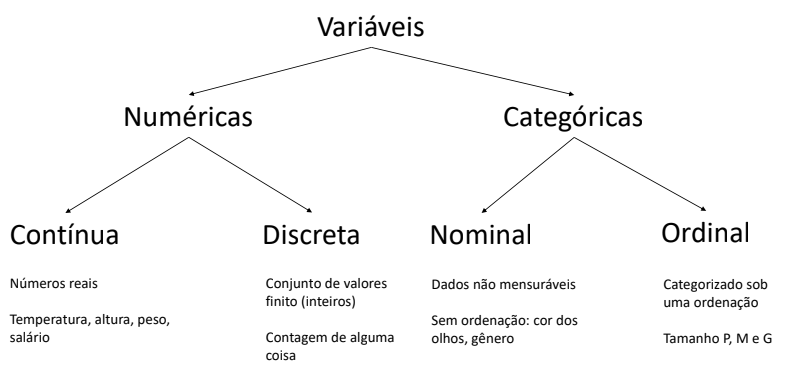 Variáveis
Numéricas
Categóricas
Contínua
Números reais
Temperatura, altura, peso,
salário
Discreta
Conjunto de valores
finito (inteiros)
Contagem de alguma
coisa
Nominal
Dados não mensuráveis
Sem ordenação: cor dos
olhos, gênero
Ordinal
Categorizado sob
uma ordenação
Tamanho P, M e G